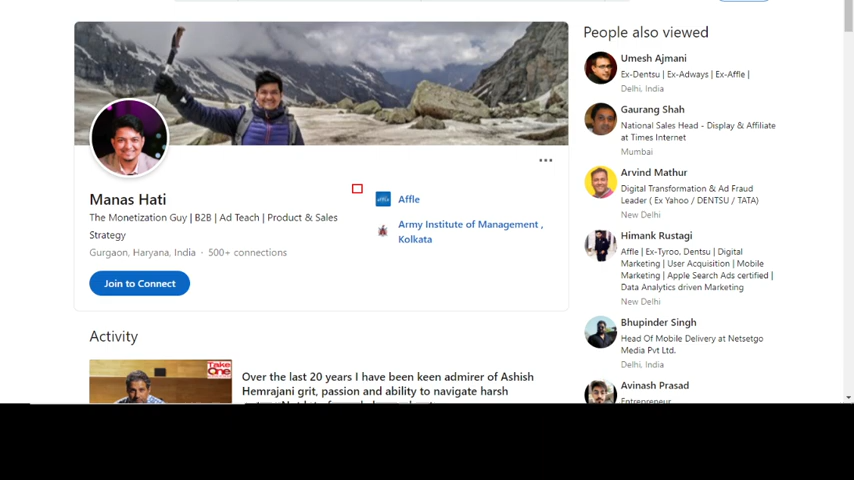 People also viewed
Umesh Ajmani
Ex-Dentsu | Ex-Adways | Ex-Affle |
Delhi, India
Gaurang Shah
National Sales Head - Display & Affiliate
at Times Internet
Mumbai
Arvind Mathur
Digital Transformation & Ad Fraud
Leader ( Ex Yahoo / DENTSU / TATA)
New Delhi
Himank Rustagi
Affle | Ex-Tyroo, Dentsu | Digital
Marketing | User Acquisition | Mobile
Marketing | Apple Search Ads certified |
Data Analytics driven Marketing
New Delhi
Bhupinder Singh
Head Of Mobile Delivery at Netsetgo
Media Pvt Ltd.
Delhi, India
Avinash Prasad
Entrepreneur
Manas Hati
The Monetization Guy | B2B | Ad Teach | Product & Sales
Strategy
Gurgaon, Haryana, India · 500+ connections
Affle
Army Institute of Management ,
Kolkata
Join to Connect
Activity
Take
One
Over the last 20 years I have been keen admirer of Ashish
Hemrajani grit, passion and ability to navigate harsh